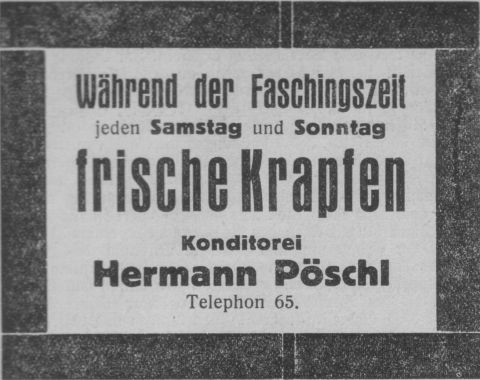 Während der Faschingszeit
jeden Samstag und Sonntag
frische Krapfen
Konditorei
Hermann Pöschl
Telephon 65.